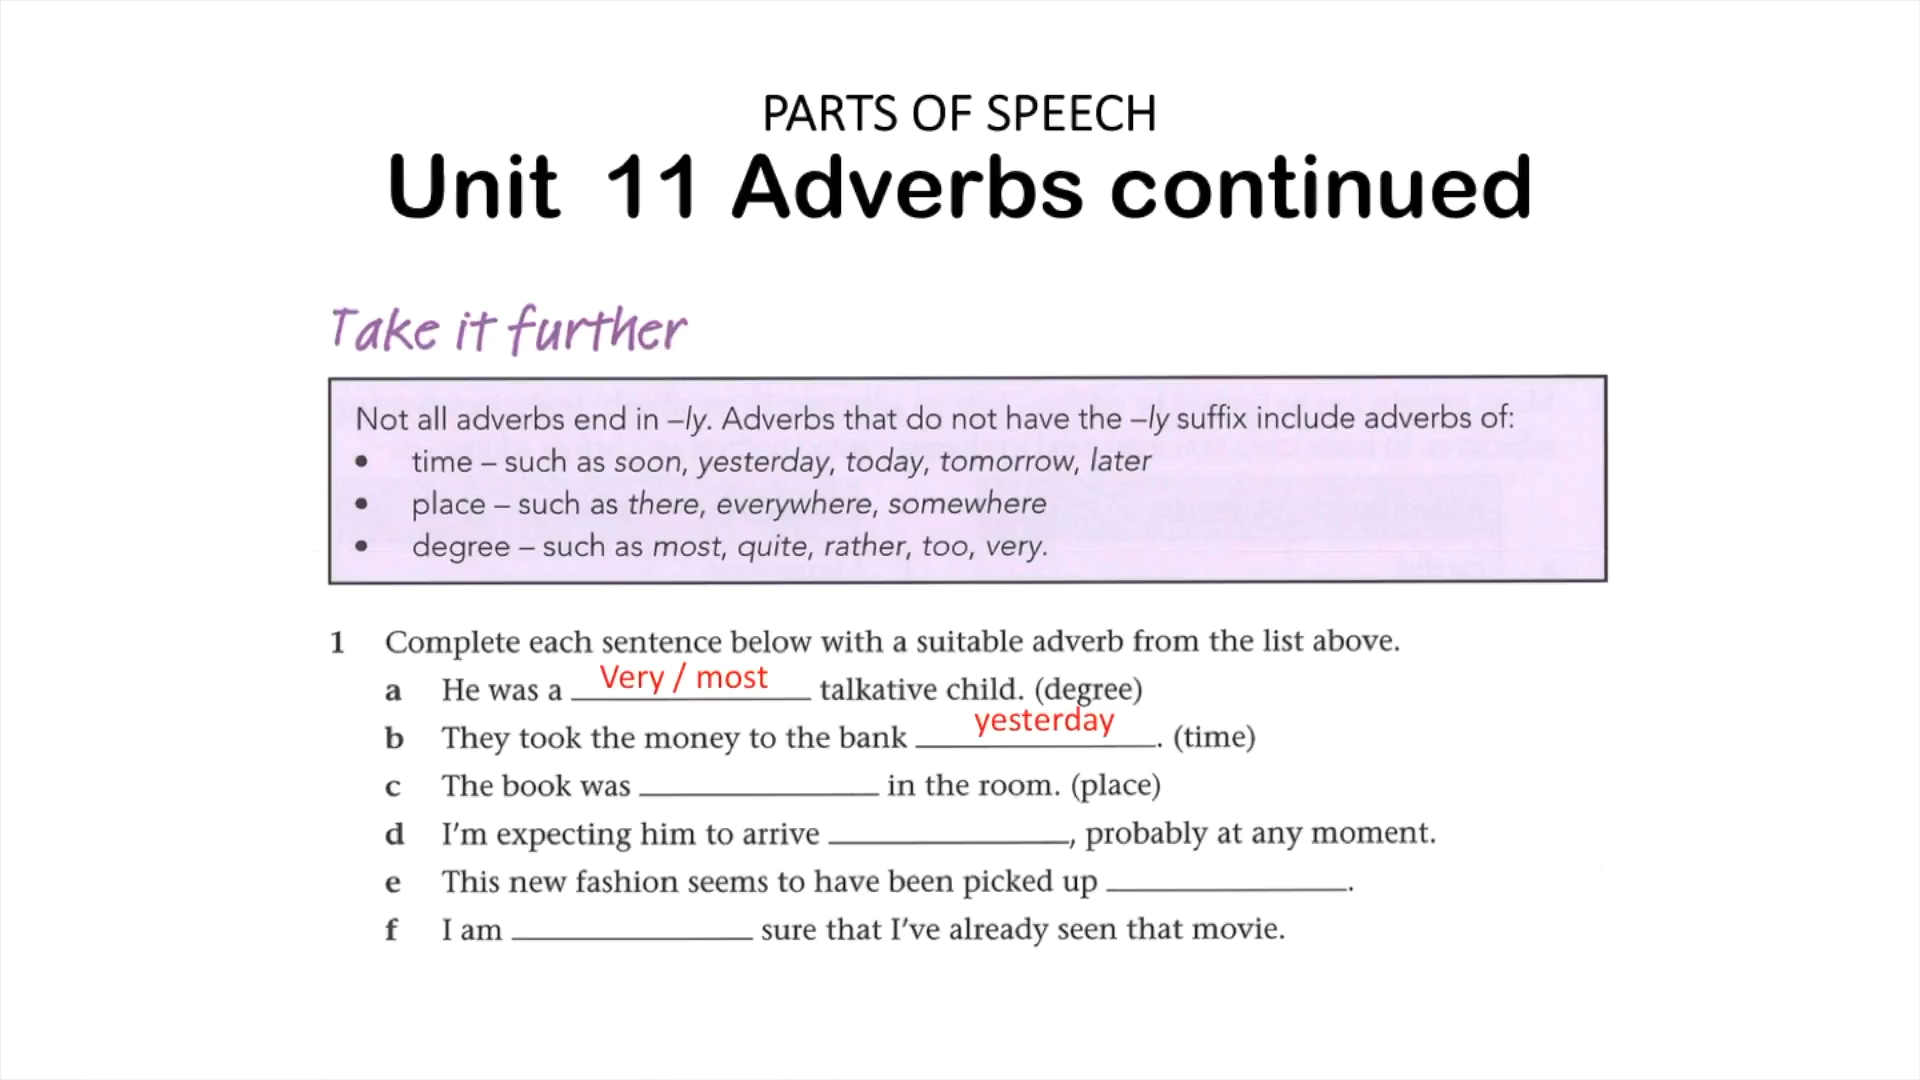 PARTS OF SPEECH
Unit 11 Adverbs continued
Take it further
Not all adverbs end in –ly. Adverbs that do not have the –ly suffix include adverbs of:
• time – such as soon, yesterday, today, tomorrow, later
• place – such as there, everywhere, somewhere
• degree – such as most, quite, rather, too, very.
1 Complete each sentence below with a suitable adverb from the list above.
a He was a Very / most talkative child. (degree)
b They took the money to the bank yesterday. (time)
c The book was ____________ in the room. (place)
d I'm expecting him to arrive ____________, probably at any moment.
e This new fashion seems to have been picked up ____________.
f I am ____________ sure that I've already seen that movie.